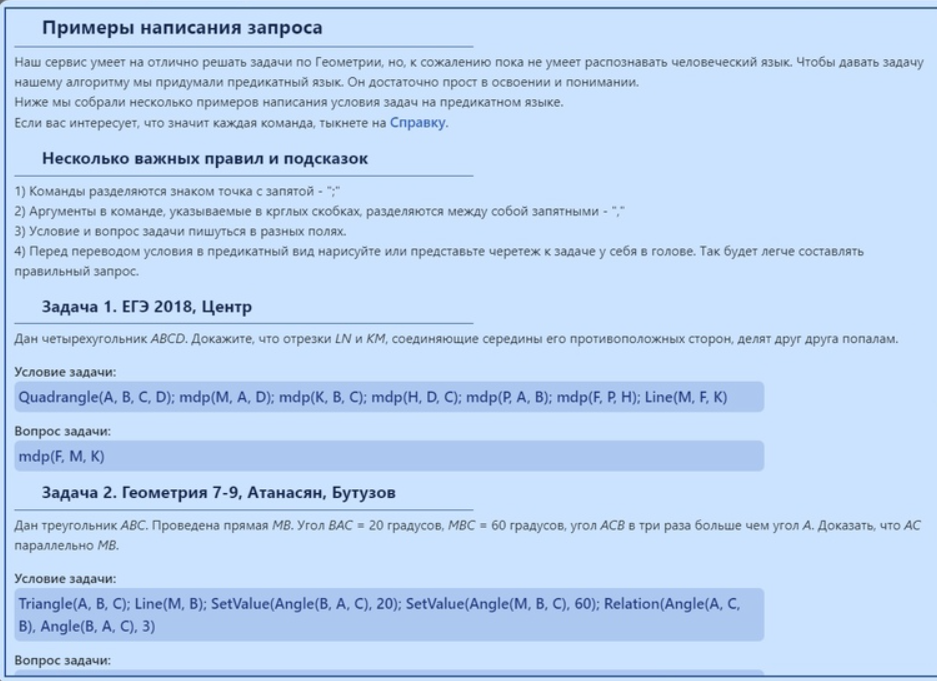 Примеры написания запроса
Наш сервис умеет на отлично решать задачи по Геометрии, но, к сожалению пока не умеет распознавать человеческий язык. Чтобы давать задачу
нашему алгоритму мы придумали предикатный язык. Он достаточно прост в освоении и понимании.
Ниже мы собрали несколько примеров написания условия задач на предикатном языке.
Если вас интересует, что значит каждая команда, тыкнете на Справку.
Несколько важных правил и подсказок
1) Команды разделяются знаком точка с запятой - ";"
2) Аргументы в команде, указываемые в крглых скобках, разделяются между собой запятыми - ","
3) Условие и вопрос задачи пишуться в разных полях.
4) Перед переводом условия в предикатный вид нарисуйте или представьте черетеж к задаче у себя в голове. Так будет легче составлять
правильный запрос.
Задача 1. ЕГЭ 2018, Центр
Дан четырехугольник ABCD. Докажите, что отрезки LN и KM, соединяющие середины его противоположных сторон, делят друг друга попалам.
Условие задачи:
Quadrangle(A, B, C, D); mdp(M, A, D); mdp(K, B, C); mdp(H, D, C); mdp(P, A, B); mdp(F, P, H); Line(M, F, K)
Вопрос задачи:
mdp(F, M, K)
Задача 2. Геометрия 7-9, Атанасян, Бутузов
Дан треугольник ABC. Проведена прямая MB. Угол BAC = 20 градусов, MBC = 60 градусов, угол ACB в три раза больше чем угол A. Доказать, что AC
параллельно MB.
Условие задачи:
Triangle(A, B, C); Line(M, B); SetValue(Angle(B, A, C), 20); SetValue(Angle(M, B, C), 60); Relation(Angle(A, C,
B), Angle(B, A, C), 3)
Вопрос задачи: